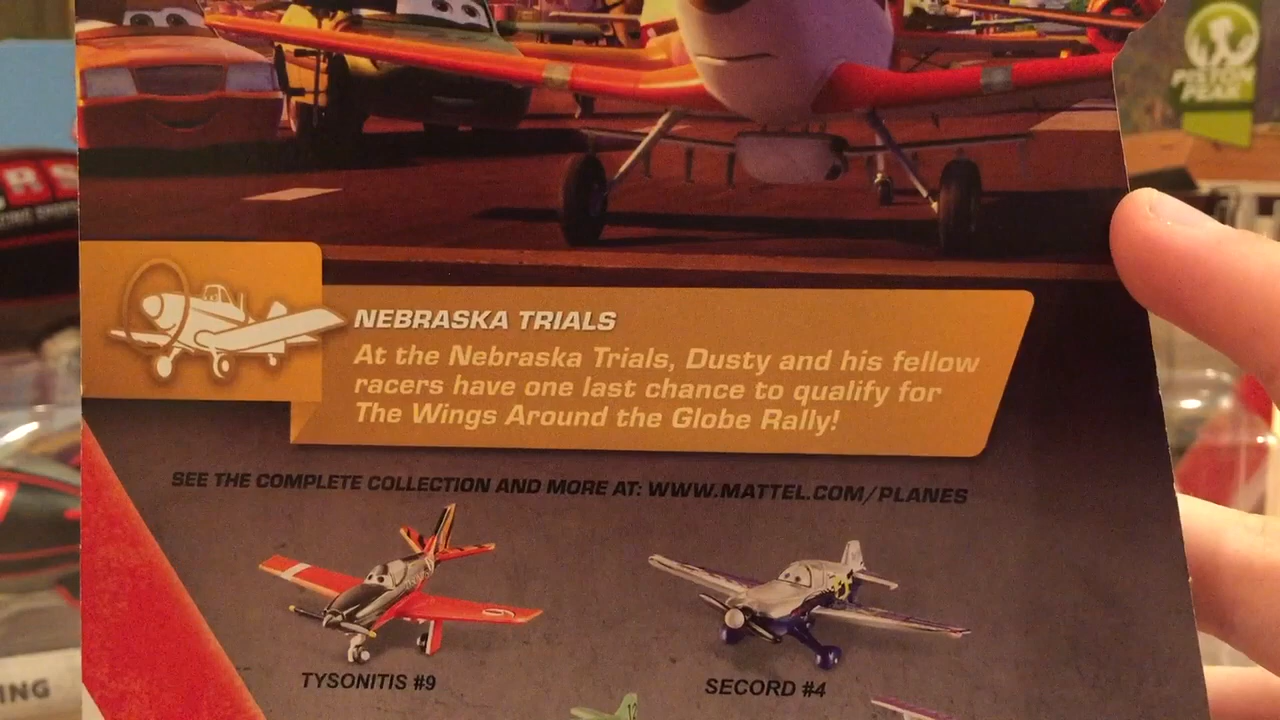 PISTON
PEAK
RS
NEBRASKA TRIALS
At the Nebraska Trials, Dusty and his fellow
racers have one last chance to qualify for
The Wings Around the Globe Rally!
SEE THE COMPLETE COLLECTION AND MORE AT: WWW.MATTEL.COM/PLANES
TYSONITIS #9
SECORD #4
ING
12